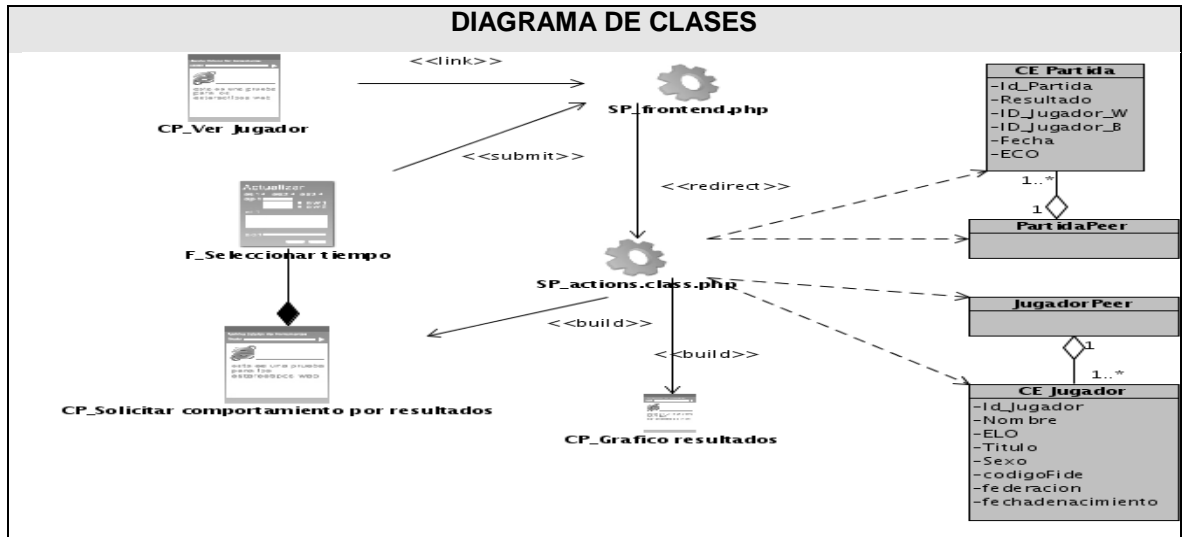 DIAGRAMA DE CLASES
<<link>>
CP_Ver Jugador
SP_frontend.php
<<submit>>
Actualizar
F_Seleccionar tiempo
<<redirect>>
SP_actions.class.php
<<build>>
<<build>>
CP_Solicitar comportamiento por resultados
CP_Grafico resultados
CE Partida
-Id_Partida
-Resultado
-ID_Jugador_W
-ID_Jugador_B
-Fecha
-ECO
1..*
1
PartidaPeer
JugadorPeer
1
1..*
CE Jugador
-Id_Jugador
-Nombre
-ELO
-Titulo
-Sexo
-codigoFide
-federacion
-fechadenacimiento